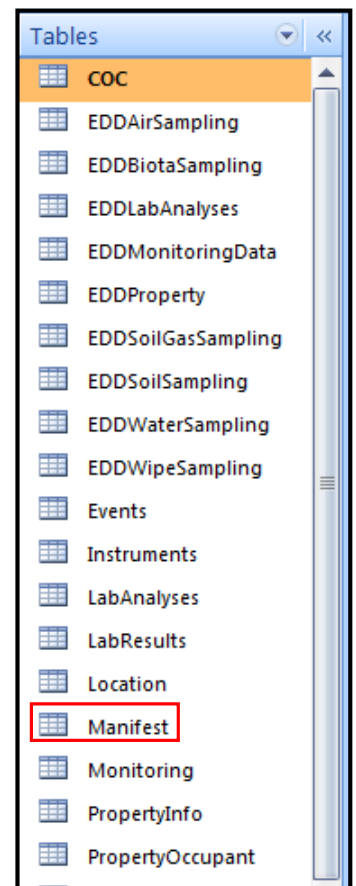 Tables
COC
EDDAirSampling
EDDBiotaSampling
EDDLabAnalyses
EDDMonitoringData
EDDProperty
EDDSoilGasSampling
EDDSoilSampling
EDDWaterSampling
EDDWipeSampling
Events
Instruments
LabAnalyses
LabResults
Location
Manifest
Monitoring
PropertyInfo
PropertyOccupant